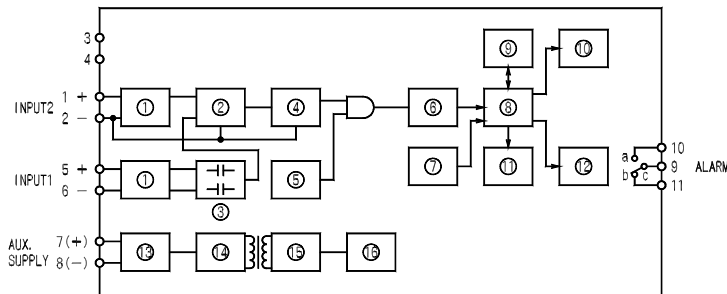 3
4
1 +
INPUT2
2 −
① ② ④ ⑥ ⑧ ⑨ ⑩
5 +
INPUT1
6 −
① ③ ⑤ ⑦ ⑪ ⑫
a
b c
10
9
11
ALARM
AUX.
SUPPLY
7(+)
8(−)
⑬ ⑭ ⑮ ⑯